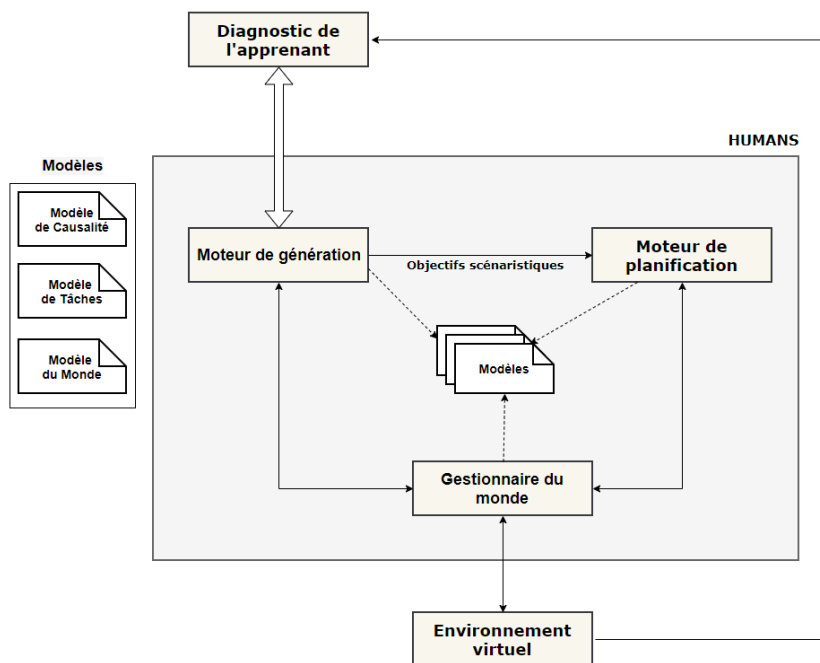 Diagnostic de
l'apprenant
HUMANS
Modèles
Modèle
de Causalité
Modèle
de Tâches
Modèle
du Monde
Moteur de génération
Objectifs scénaristiques
Moteur de
planification
Modèles
Gestionnaire du
monde
Environnement
virtuel